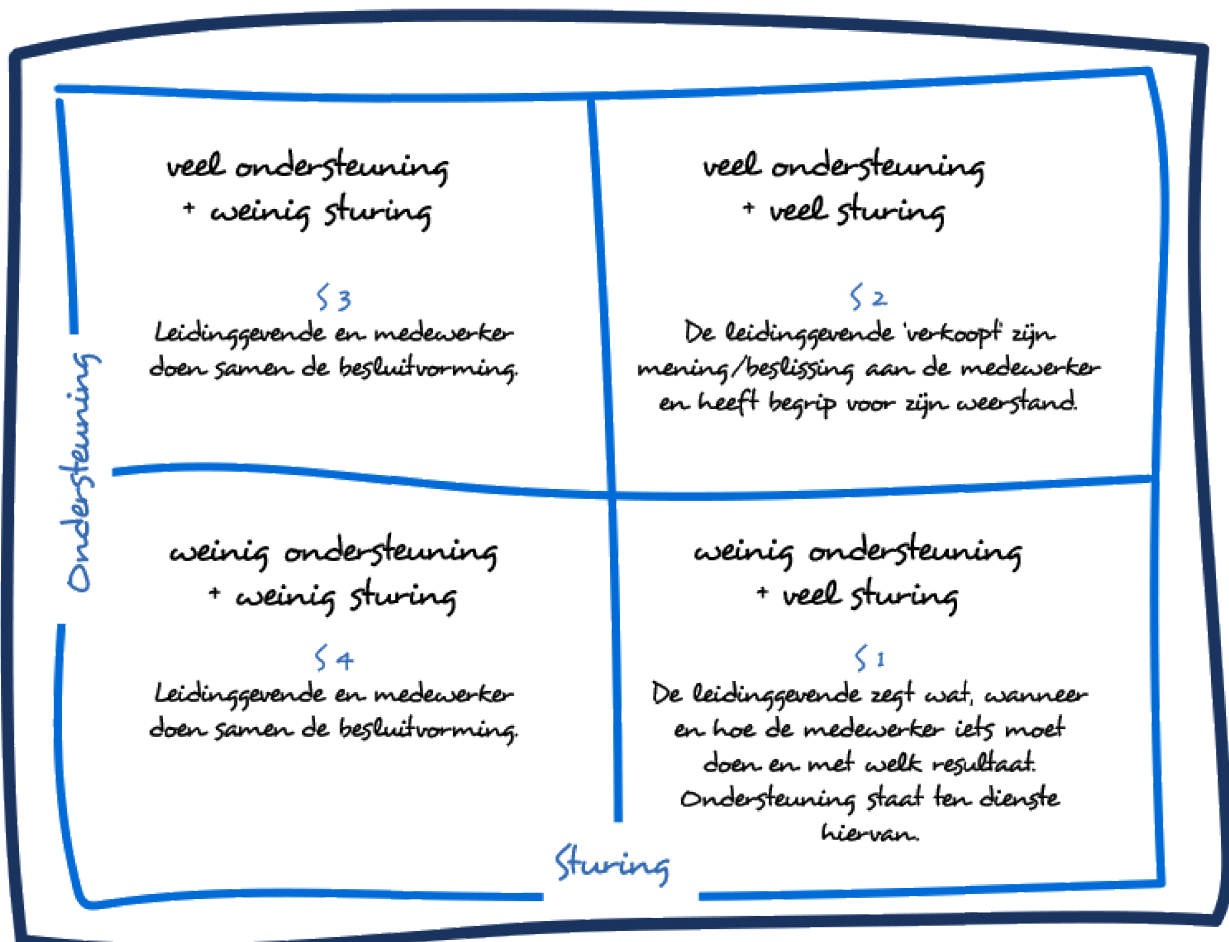 veel ondersteuning
+ weinig sturing
S 3
Leidinggevende en medewerker
doen samen de besluitvorming.
veel ondersteuning
+ veel sturing
S 2
De leidinggevende 'verkoopt' zijn
mening/beslissing aan de medewerker
en heeft begrip voor zijn weerstand.
Ondersteuning
weinig ondersteuning
+ weinig sturing
S 4
Leidinggevende en medewerker
doen samen de besluitvorming.
weinig ondersteuning
+ veel sturing
S 1
De leidinggevende zegt wat, wanneer
en hoe de medewerker iets moet
doen en met welk resultaat.
Ondersteuning staat ten dienste
hiervan.
Sturing